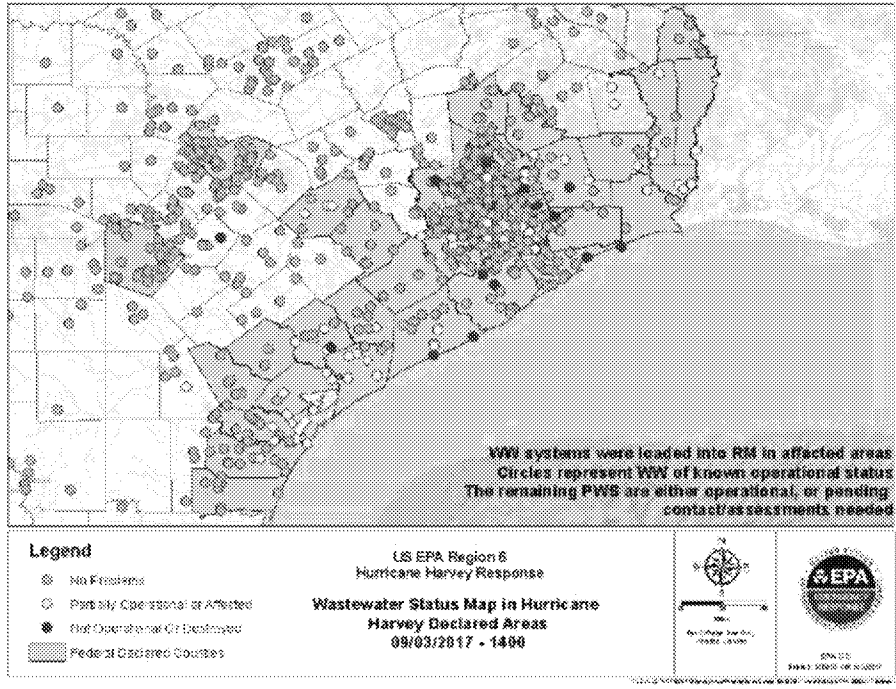 WW systems were loaded into RM in affected areas
Circles represent WW of known operational status
The remaining PWS are either operational, or pending
contact/assessments needed
Legend
No Problems
Partially Operational or Affected
Not Operational Or Destroyed
Federal Declared Counties
US EPA Region 6
Hurricane Harvey Response
Wastewater Status Map in Hurricane
Harvey Declared Areas
09/03/2017 - 1400
N
EPA